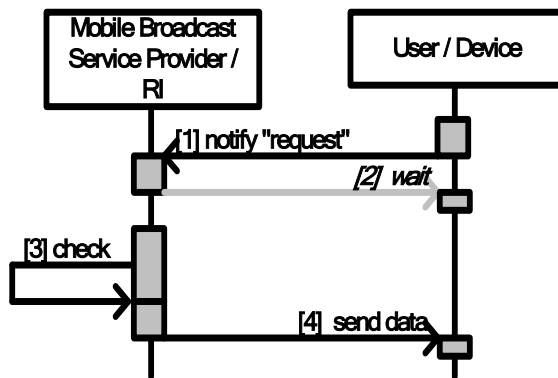 Mobile Broadcast
Service Provider /
RI
User / Device
[1] notify "request"
[2] wait
[3] check
[4] send data